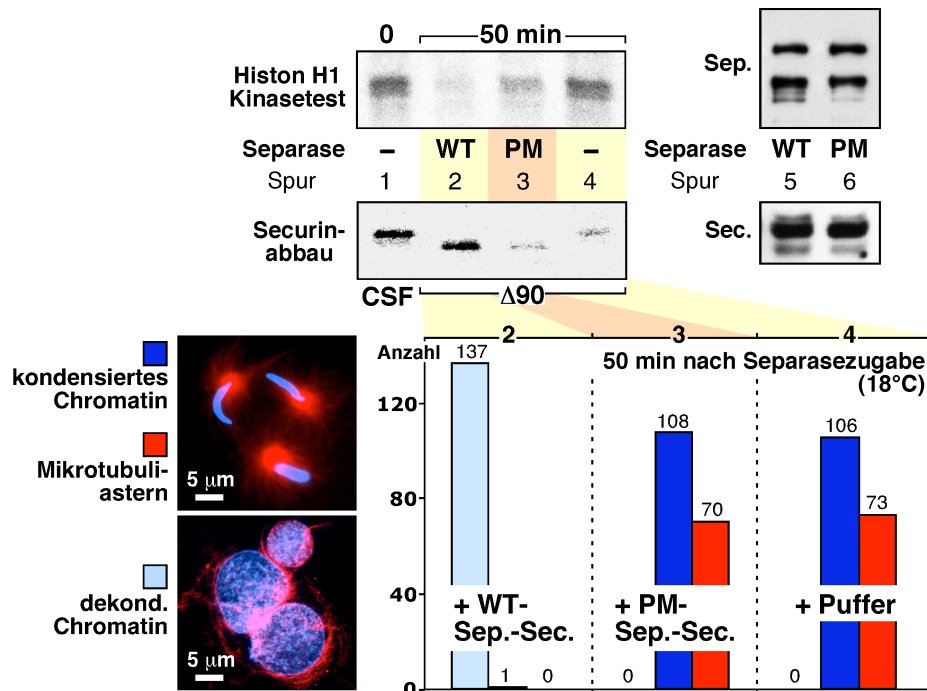 0 50 min
Histon H1
Kinasetest
Separase – WT PM –
Spur 1 2 3 4
Securin-
abbau
CSF Δ90
Sep.
Separase WT PM
Spur 5 6
Sec.
kondensiertes
Chromatin
Mikrotubuli-
astern
dekond.
Chromatin
5 µm
5 µm
2 3 4
Anzahl
50 min nach Separasezugabe
(18°C)
120
80
40
0
137 1 0
0 108 70
0 106 73
+ WT-
Sep.-Sec.
+ PM-
Sep.-Sec.
+ Puffer